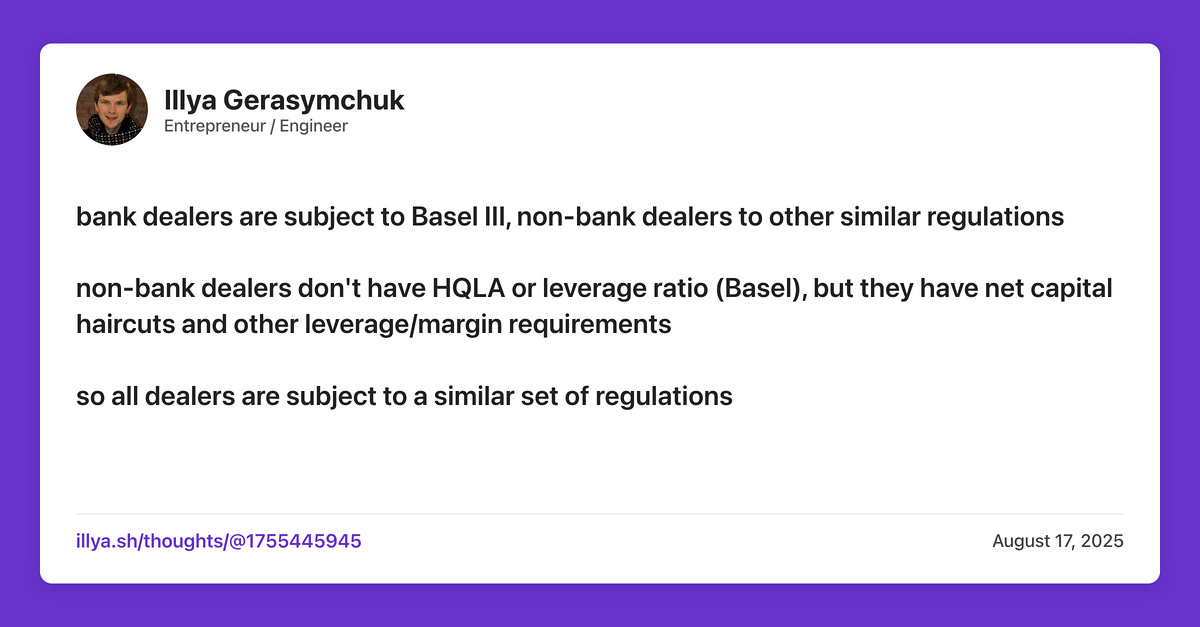 Illya Gerasymchuk
Entrepreneur / Engineer
bank dealers are subject to Basel III, non-bank dealers to other similar regulations
non-bank dealers don't have HQLA or leverage ratio (Basel), but they have net capital
haircuts and other leverage/margin requirements
so all dealers are subject to a similar set of regulations
illya.sh/thoughts/@1755445945
August 17, 2025